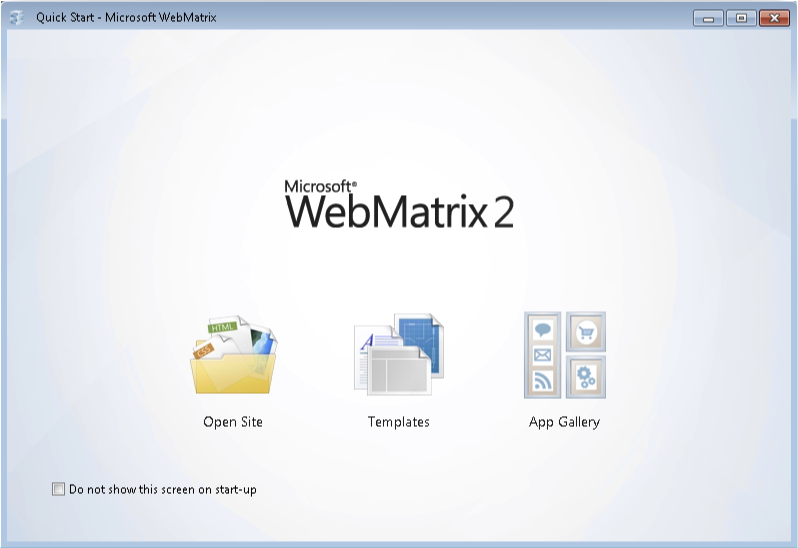 Quick Start - Microsoft WebMatrix
Microsoft®
WebMatrix 2
HTML
CSS
A
Open Site
Templates
App Gallery
Do not show this screen on start-up